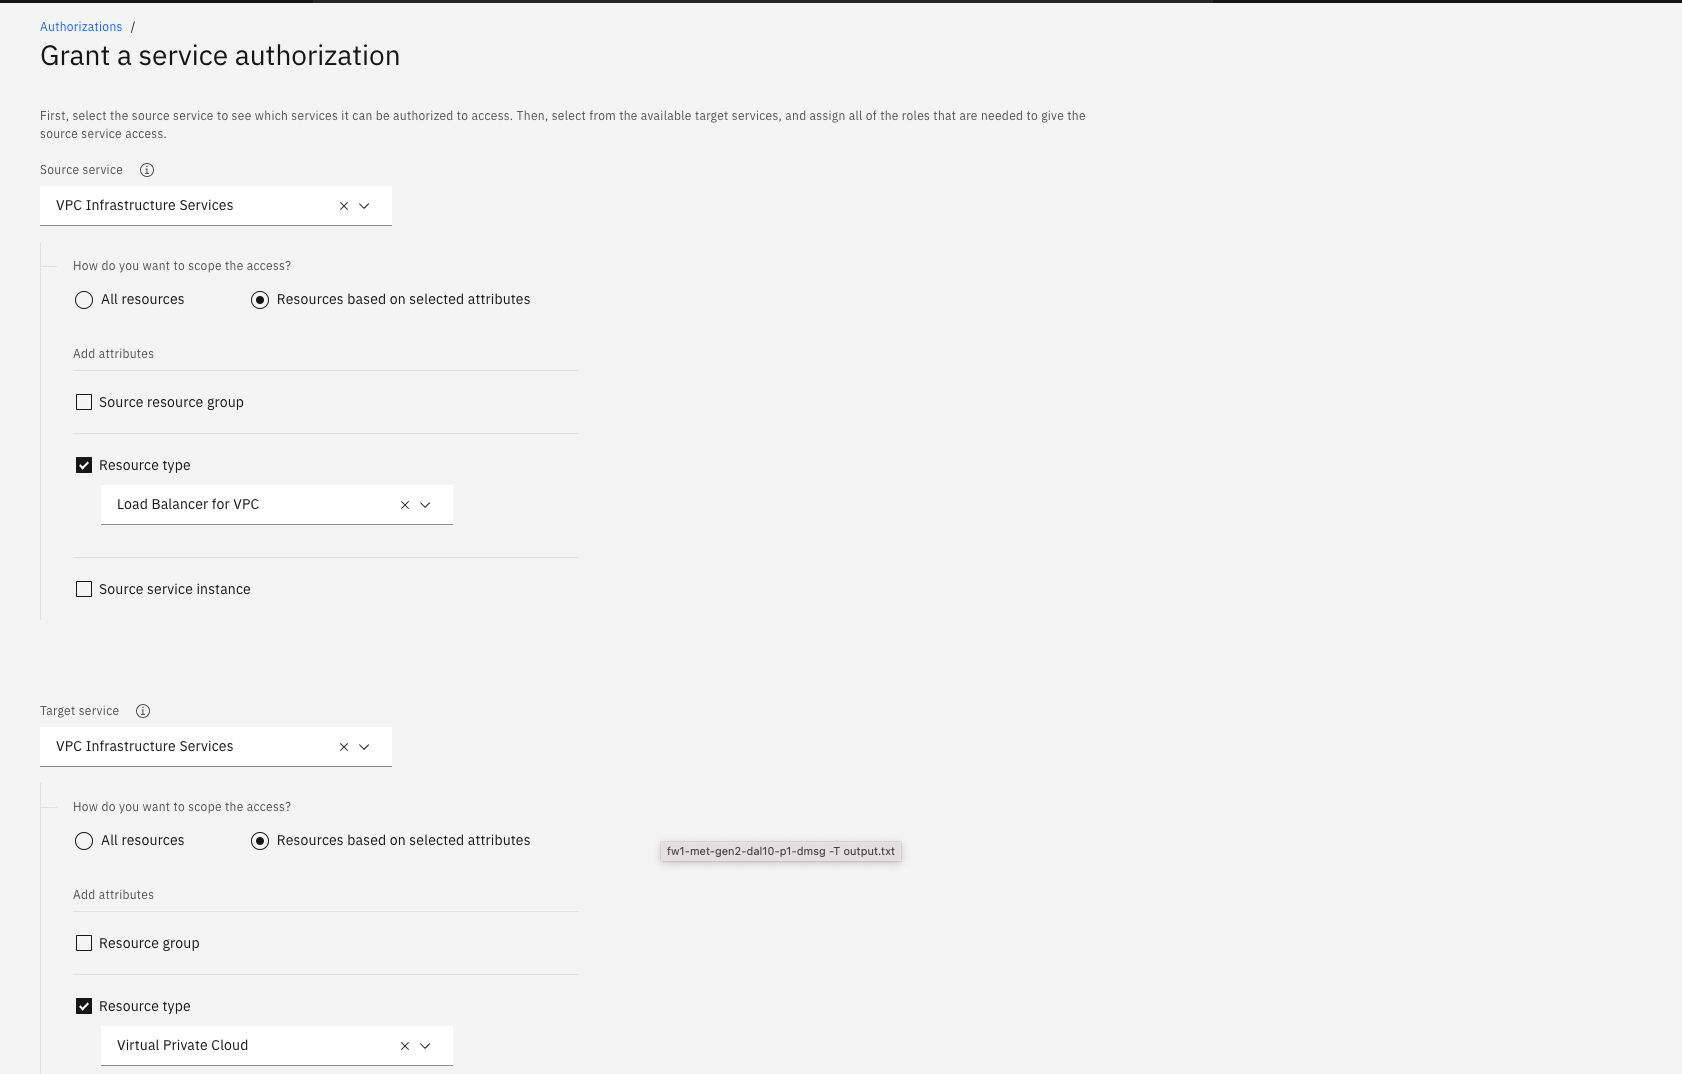 Authorizations /
Grant a service authorization
First, select the source service to see which services it can be authorized to access. Then, select from the available target services, and assign all of the roles that are needed to give the
source service access.
Source service
VPC Infrastructure Services
How do you want to scope the access?
All resources
Resources based on selected attributes
Add attributes
Source resource group
Resource type
Load Balancer for VPC
Source service instance
Target service
VPC Infrastructure Services
How do you want to scope the access?
All resources
Resources based on selected attributes
fw1-met-gen2-dal10-p1-dmsg -T output.txt
Add attributes
Resource group
Resource type
Virtual Private Cloud